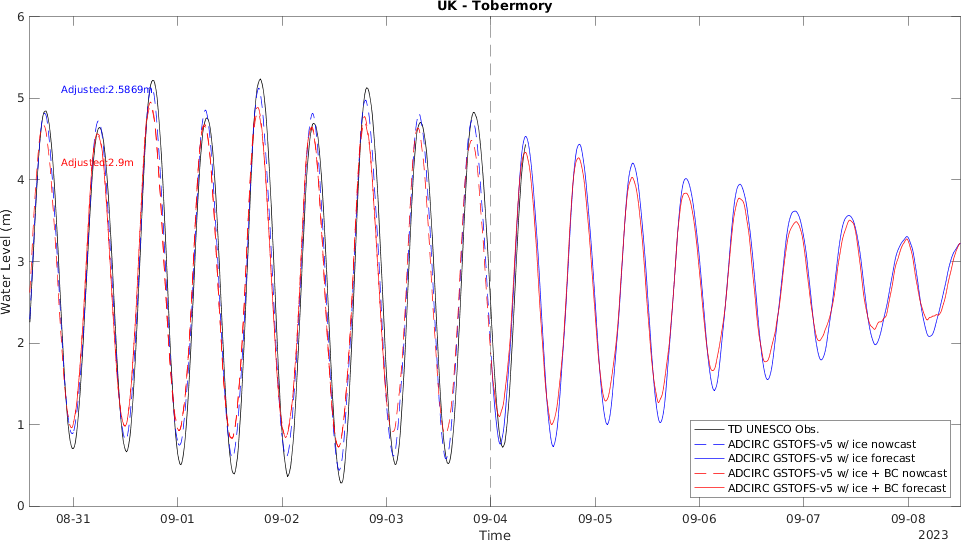 UK - Tobermory
6
5
4
3
2
1
0
Water Level (m)
Adjusted:2.5869m
Adjusted:2.9m
TD UNESCO Obs.
ADCIRC GSTOFS-v5 w/ ice nowcast
ADCIRC GSTOFS-v5 w/ ice forecast
ADCIRC GSTOFS-v5 w/ ice + BC nowcast
ADCIRC GSTOFS-v5 w/ ice + BC forecast
08-31 09-01 09-02 09-03 09-04 09-05 09-06 09-07 09-08
Time
2023